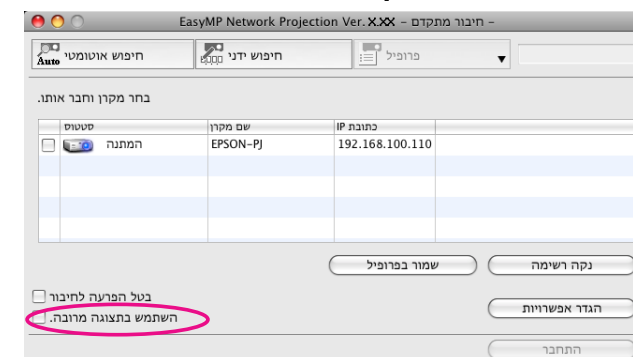 EasyMP Network Projection Ver. X.XX – חיבור מתקדם –
Auto חיפוש אוטומטי
חיפוש ידני
פרופיל
בחר מקרן וחבר אותו.
סטטוס שם מקרן כתובת IP
המתנה EPSON-PJ 192.168.100.110
שמור בפרופיל נקה רשימה
בטל הפרעה לחיבור
השתמש בתצוגה מרובה.
הגדר אפשרויות
התחבר